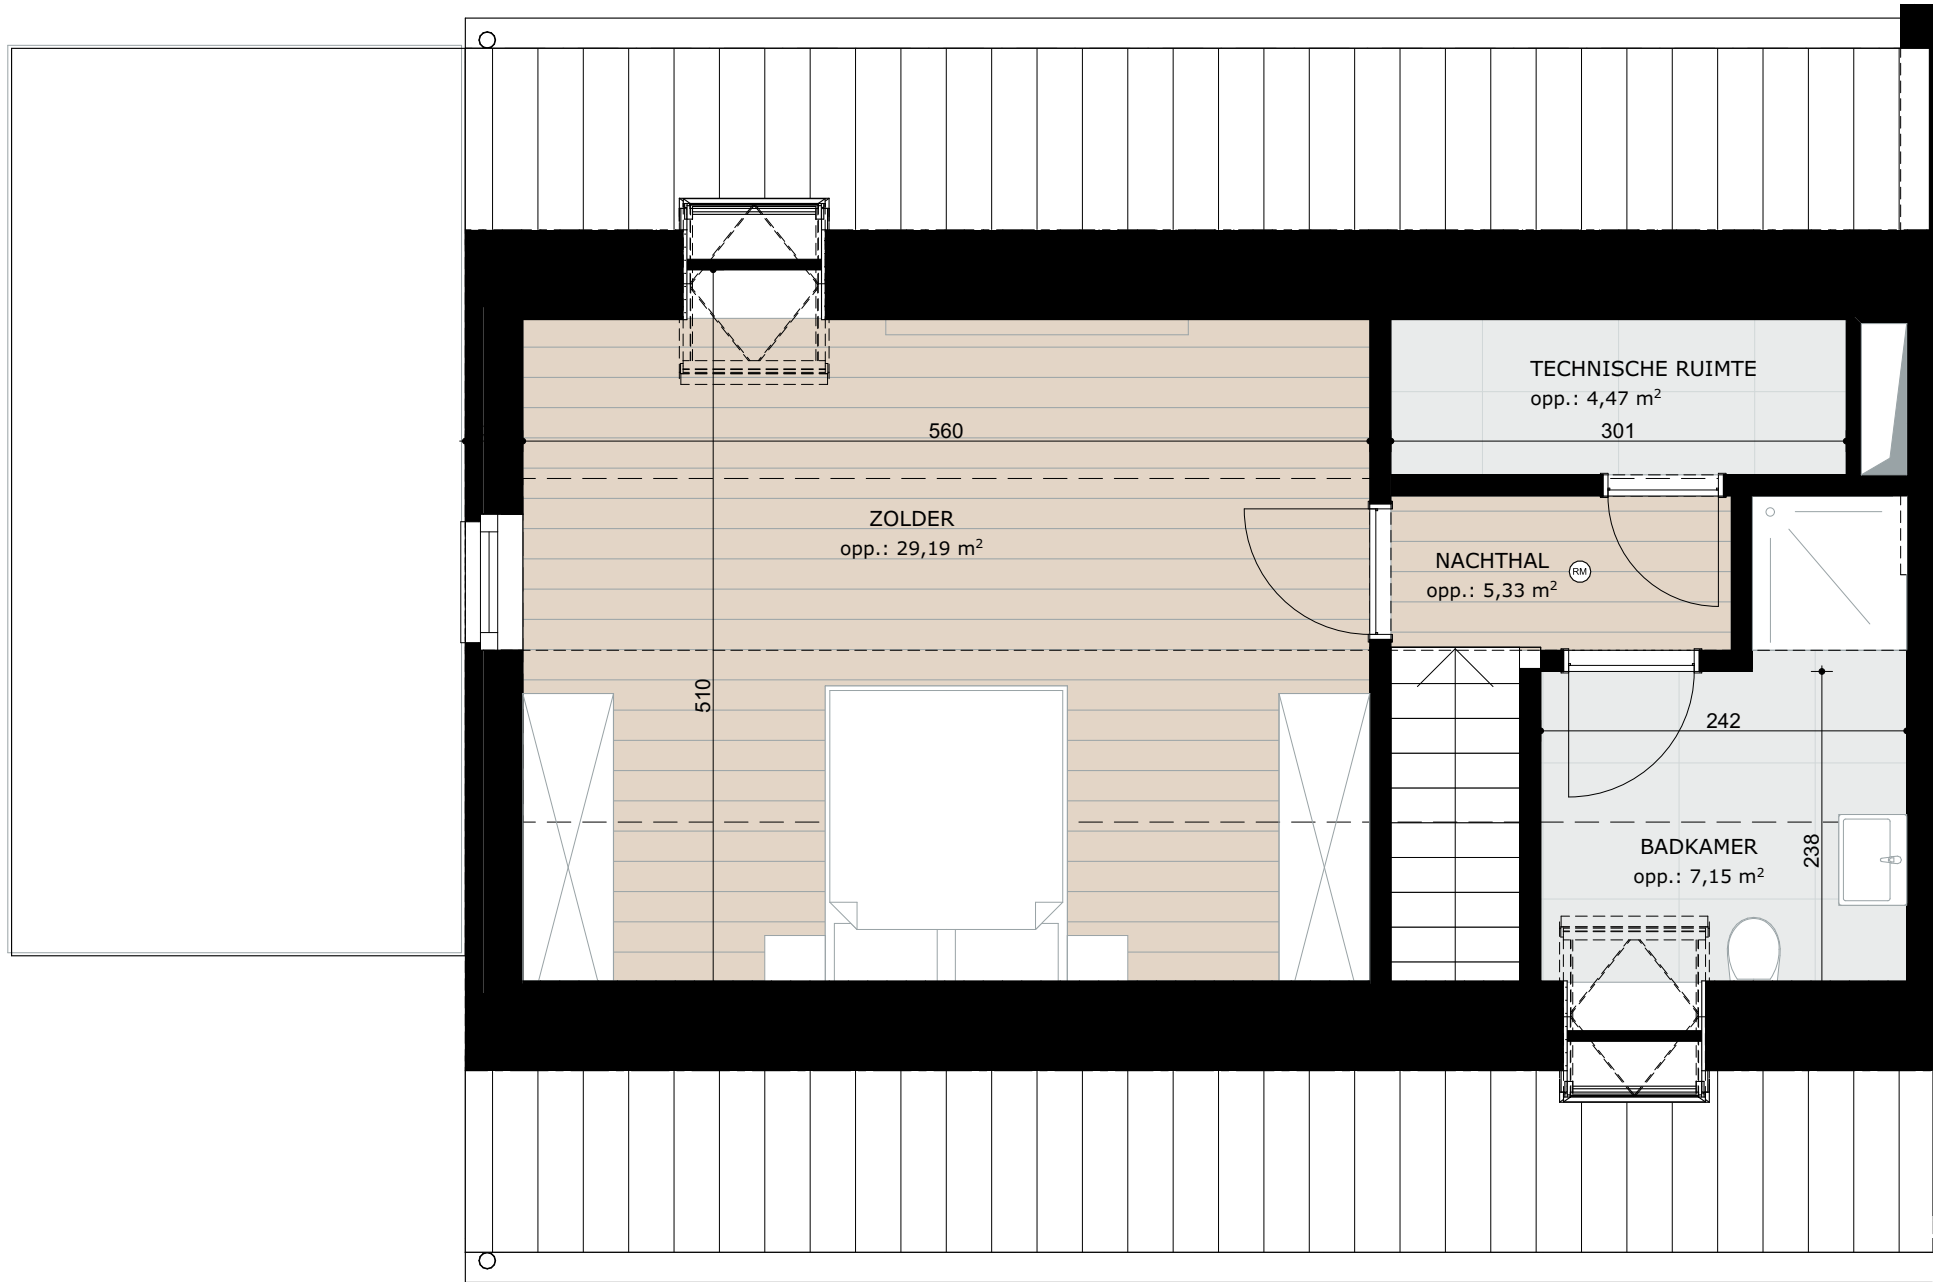 TECHNISCHE RUIMTE
opp.: 4,47 m²
560
301
ZOLDER
opp.: 29,19 m²
NACHTHAL
opp.: 5,33 m²
RM
510
242
BADKAMER
opp.: 7,15 m²
238